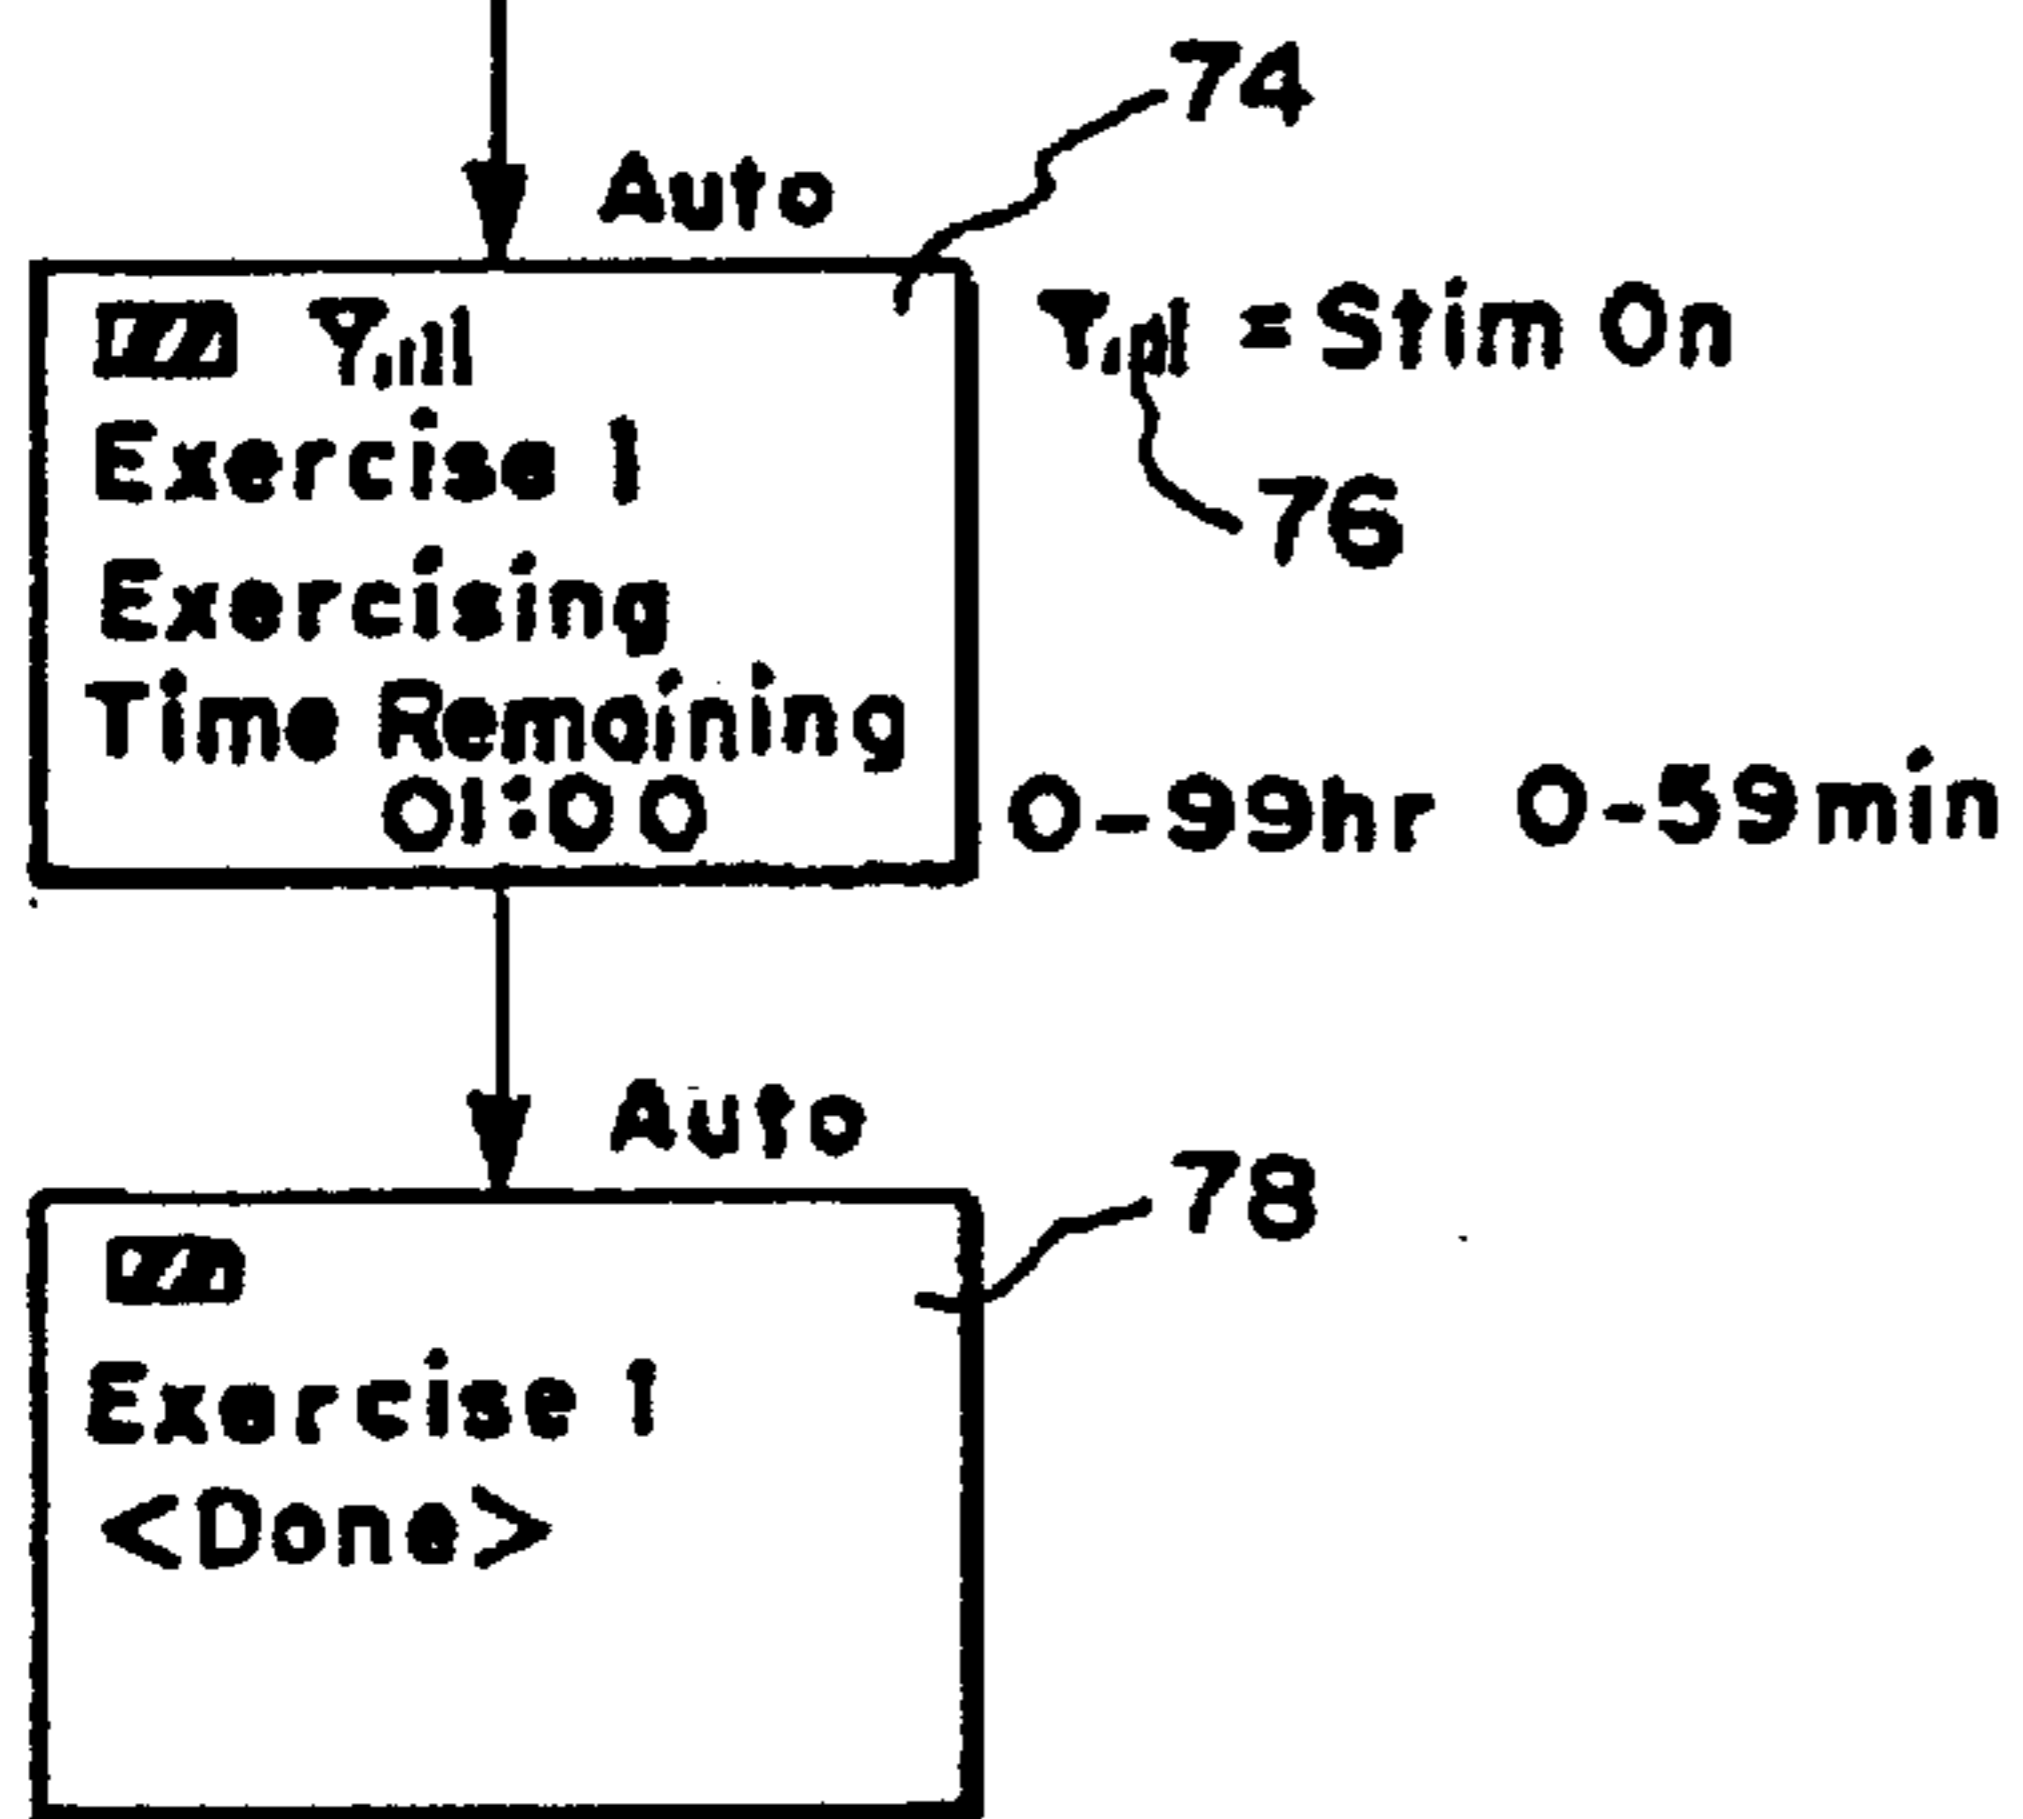 74
Auto
= Stim On
Exercise 1
76
Exercising
Time Remaining
01:00
0-99hr 0-59min
Auto
78
Exercise 1
<Done>